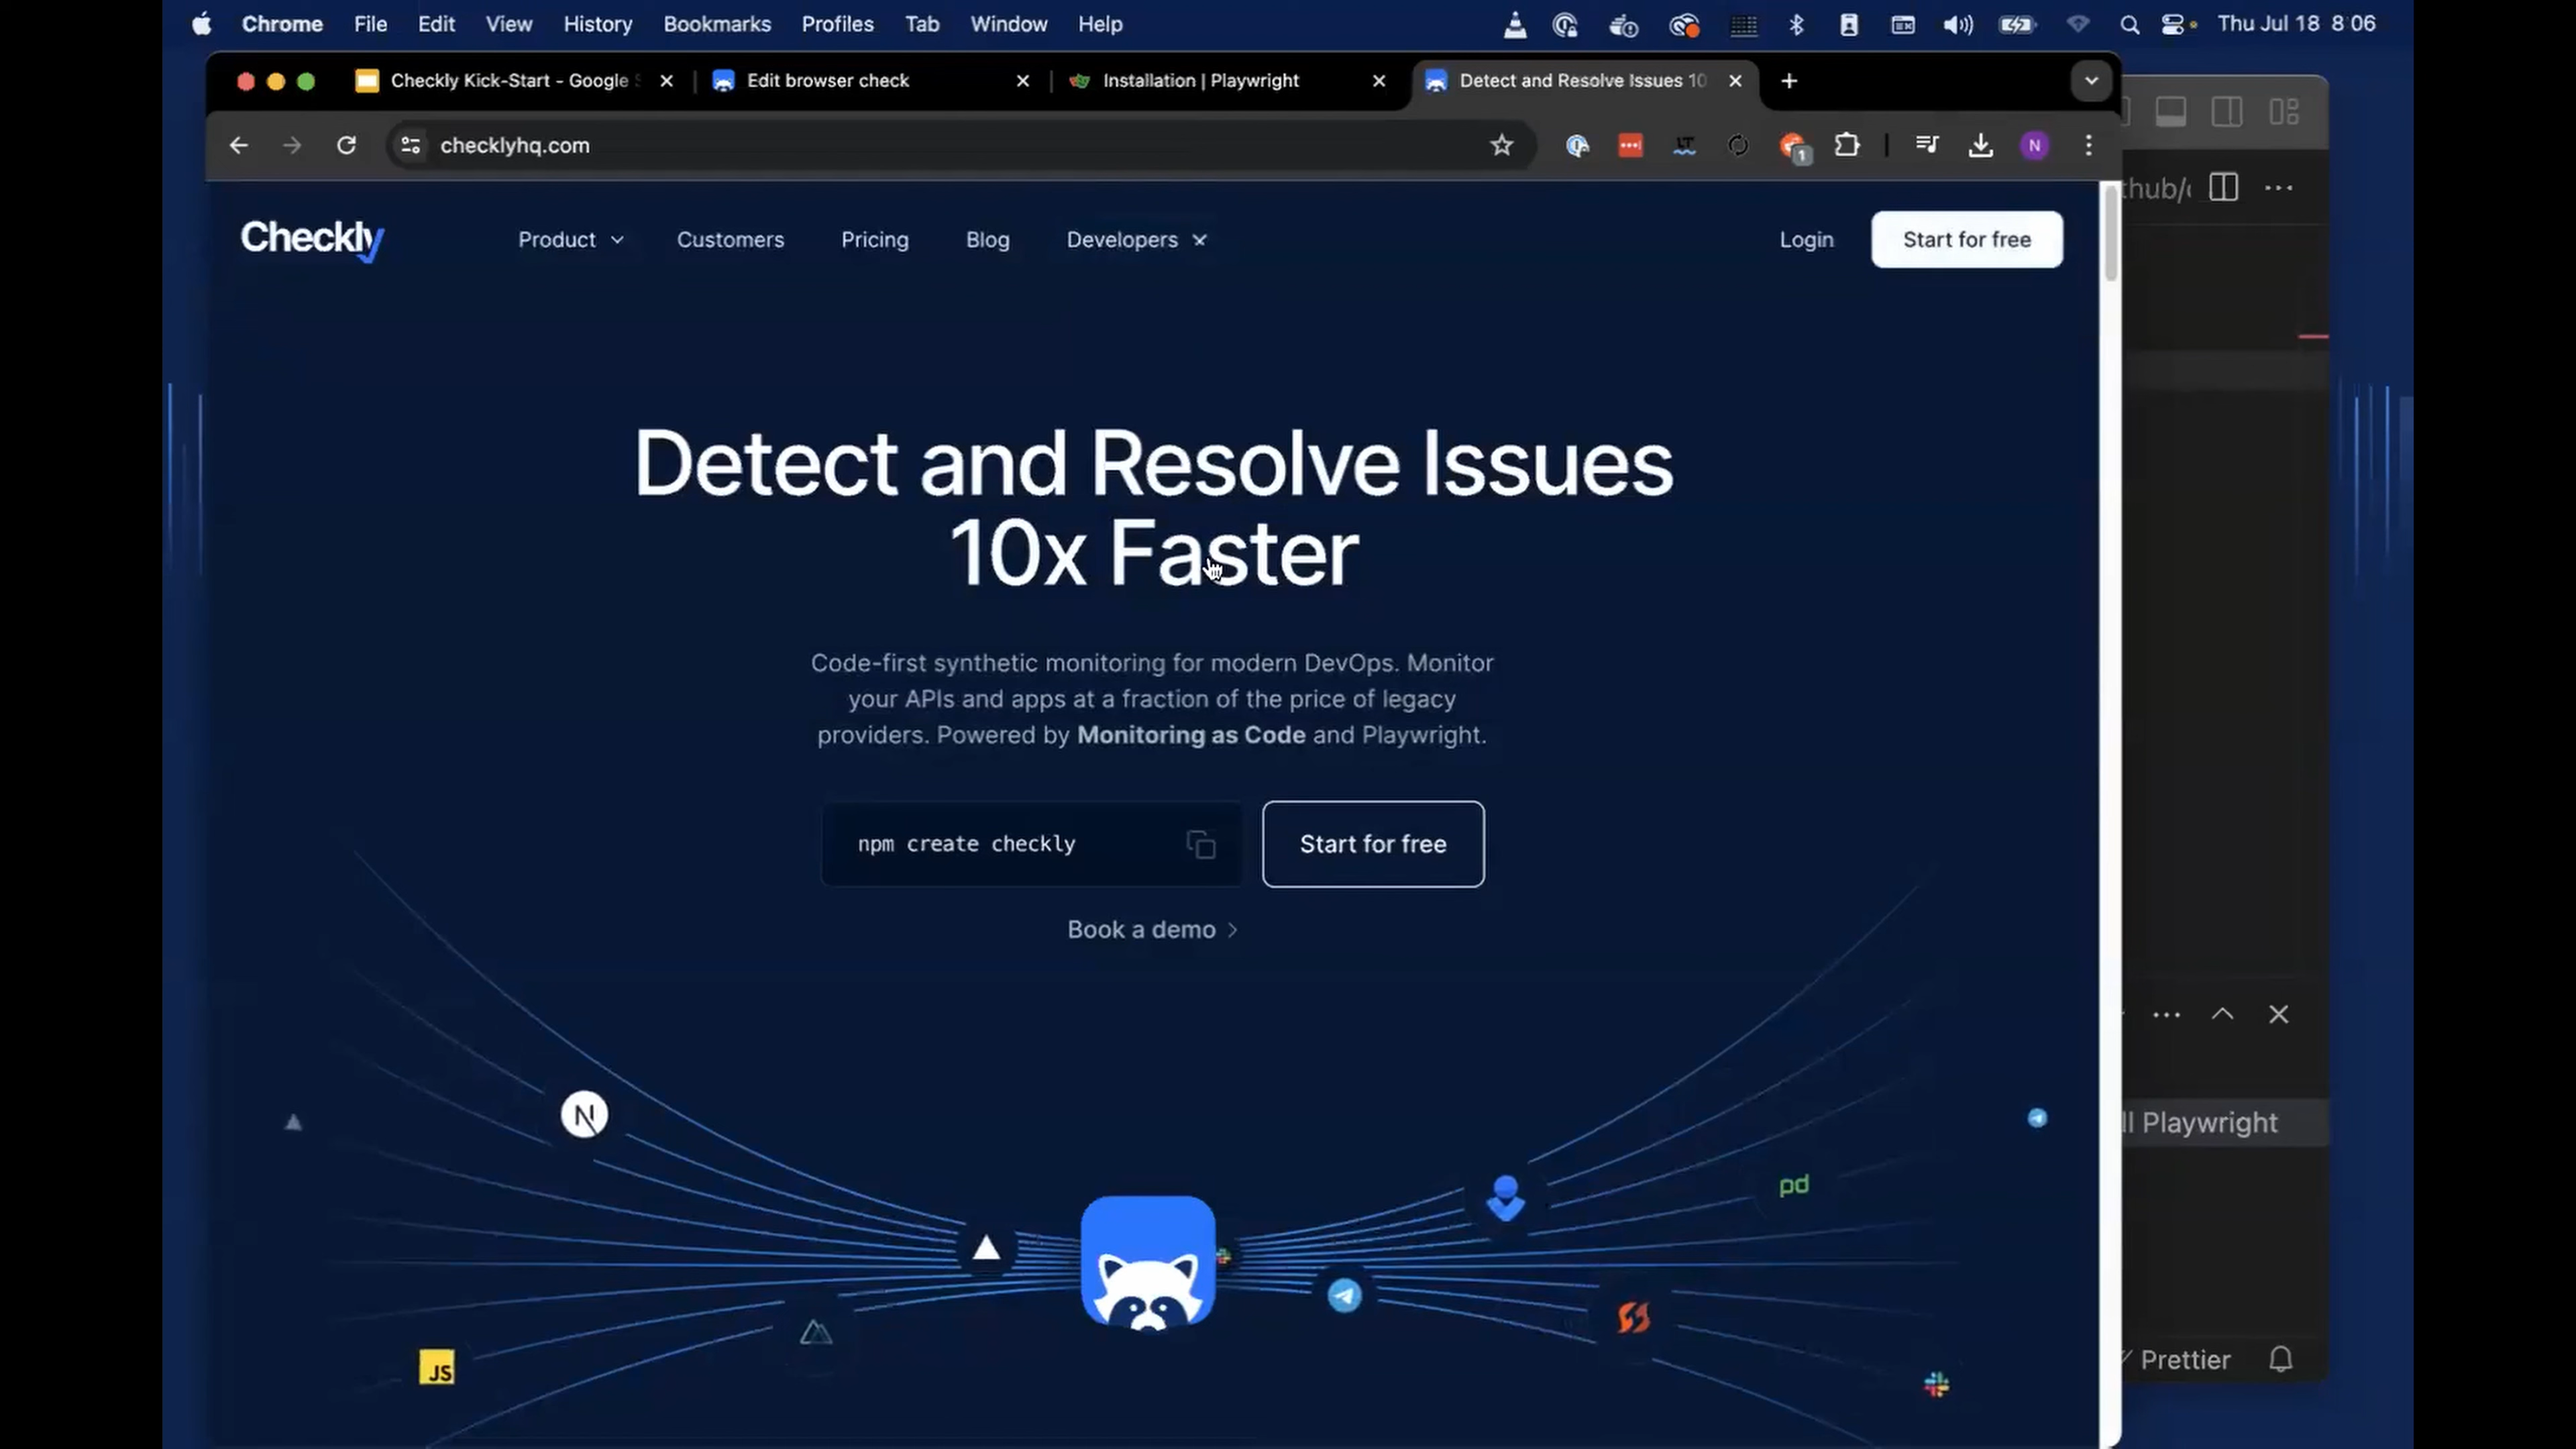 Chrome File Edit View History Bookmarks Profiles Tab Window Help Thu Jul 18 8:06
Checkly Kick-Start - Google Edit browser check Installation | Playwright Detect and Resolve Issues 10
checklyhq.com LT 1 N
thub/
Checkly Product Customers Pricing Blog Developers Login Start for free
Detect and Resolve Issues
10x Faster
Code-first synthetic monitoring for modern DevOps. Monitor
your APIs and apps at a fraction of the price of legacy
providers. Powered by Monitoring as Code and Playwright.
npm create checkly Start for free
Book a demo
N
ll Playwright
pd
JS
Prettier